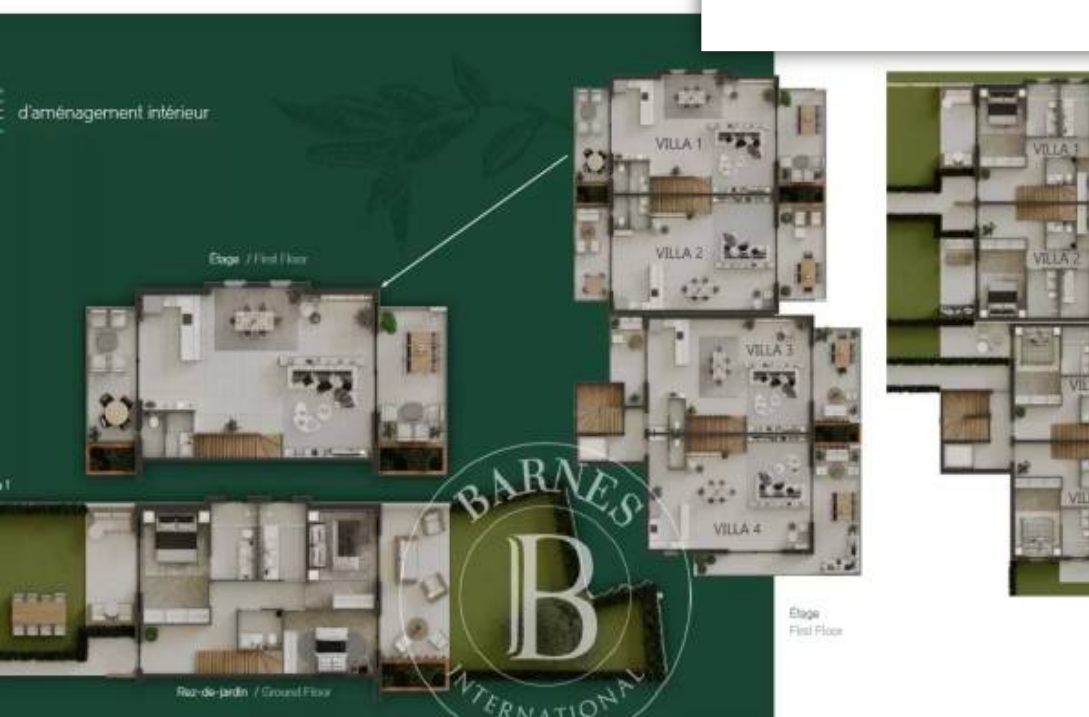 d'aménagement intérieur
Étage / First Floor
VILLA 1
VILLA 2
VILLA 3
VILLA 4
VILLA 1
VILLA 2
BARNES
B
INTERNATIONAL
Étage
First Floor
Rez-de-jardin / Ground Floor